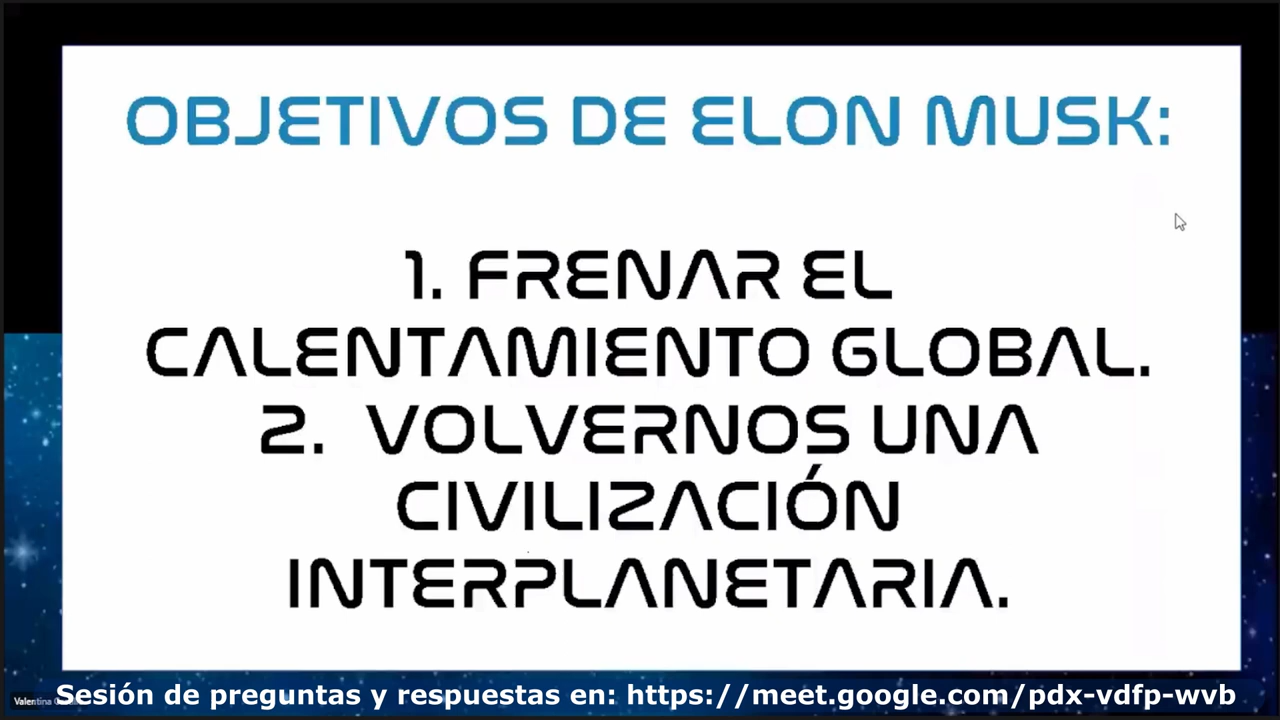 OBJETIVOS DE ELON MUSK:
1. FRENAR EL
CALENTAMIENTO GLOBAL.
2. VOLVERNOS UNA
CIVILIZACIÓN
INTERPLANETARIA.
Valentina
Sesión de preguntas y respuestas en: https://meet.google.com/pdx-vdfp-wvb